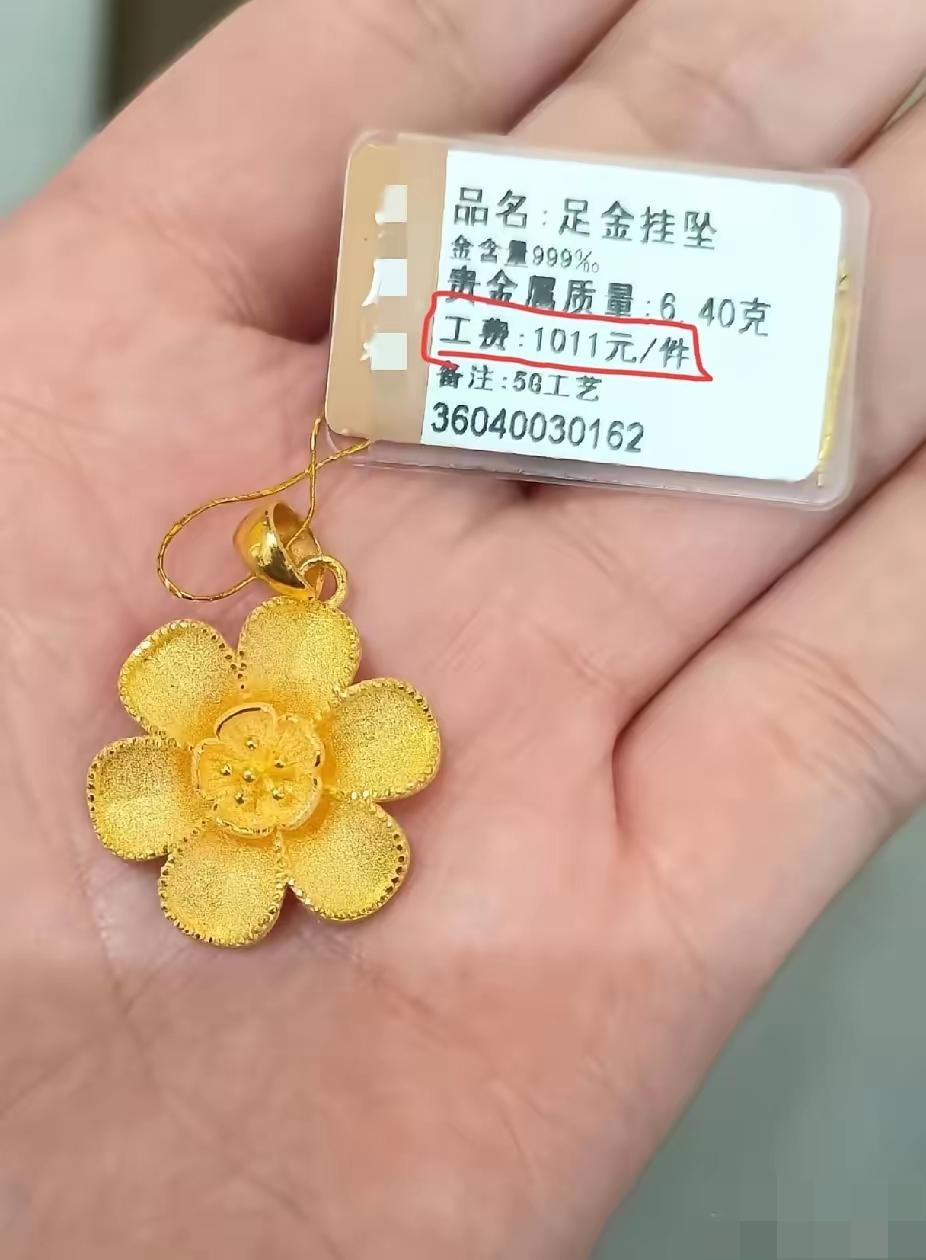 品名:足金挂坠
金含量999‰
贵金属质量:6.40克
工费:1011元/件
备注:5G工艺
36040030162